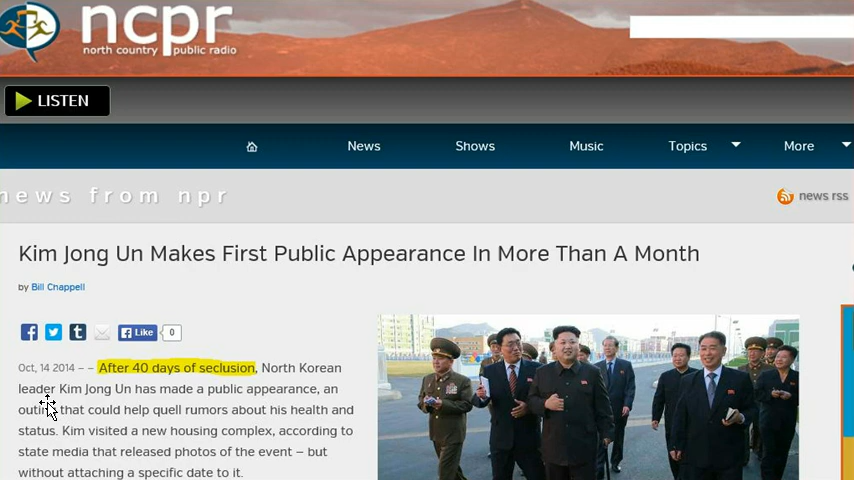 ncpr
north country public radio
LISTEN
News Shows Music Topics More
news from npr
news rss
Kim Jong Un Makes First Public Appearance In More Than A Month
by Bill Chappell
Like 0
Oct, 14 2014 – – After 40 days of seclusion, North Korean
leader Kim Jong Un has made a public appearance, an
outing that could help quell rumors about his health and
status. Kim visited a new housing complex, according to
state media that released photos of the event – but
without attaching a specific date to it.